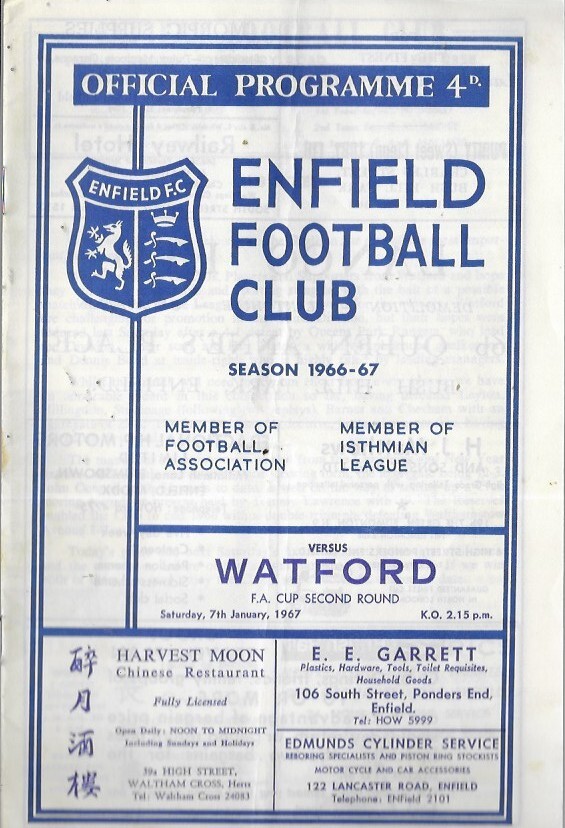 OFFICIAL PROGRAMME 4D.
ENFIELD F.C
ENFIELD
FOOTBALL
CLUB
SEASON 1966-67
MEMBER OF
FOOTBALL
ASSOCIATION
MEMBER OF
ISTHMIAN
LEAGUE
VERSUS
WATFORD
F.A. CUP SECOND ROUND
Saturday, 7th January, 1967 K.O. 2.15 p.m.
醉月酒樓
HARVEST MOON
Chinese Restaurant
Fully Licensed
Open Daily: NOON TO MIDNIGHT
Including Sundays and Holidays
39a HIGH STREET,
WALTHAM CROSS, Herts
Tel: Waltham Cross 24083
E. E. GARRETT
Plastics, Hardware, Tools, Toilet Requisites,
Household Goods
106 South Street, Ponders End,
Enfield.
Tel: HOW 5999
EDMUNDS CYLINDER SERVICE
REBORING SPECIALISTS AND PISTON RING STOCKISTS
MOTOR CYCLE AND CAR ACCESSORIES
122 LANCASTER ROAD, ENFIELD
Telephone: ENField 2101